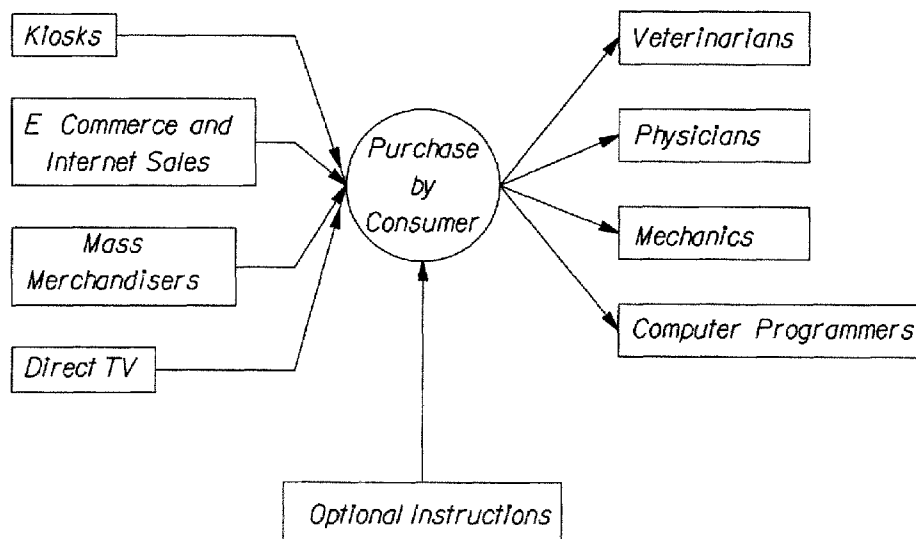 Kiosks
E Commerce and
Internet Sales
Mass
Merchandisers
Direct TV
Purchase
by
Consumer
Optional Instructions
Veterinarians
Physicians
Mechanics
Computer Programmers